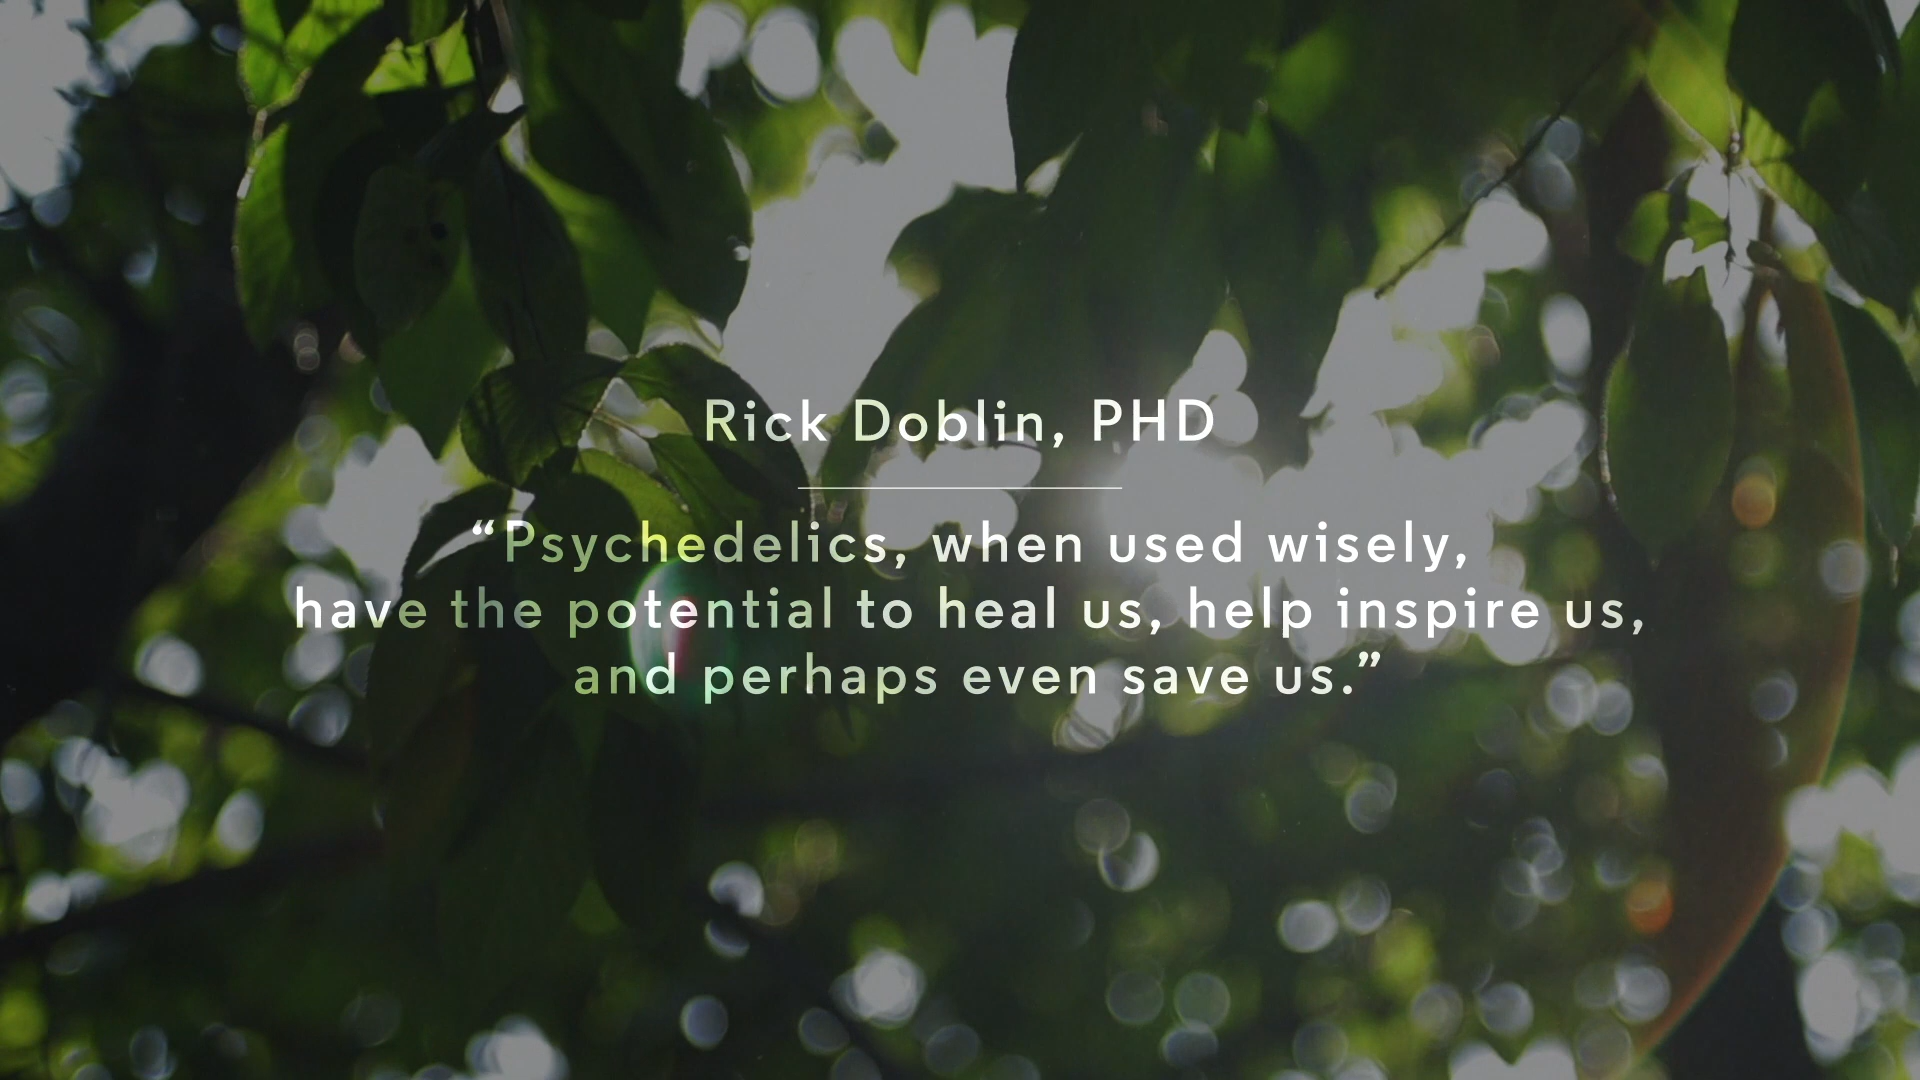 Rick Doblin, PHD
“Psychedelics, when used wisely,
have the potential to heal us, help inspire us,
and perhaps even save us.”